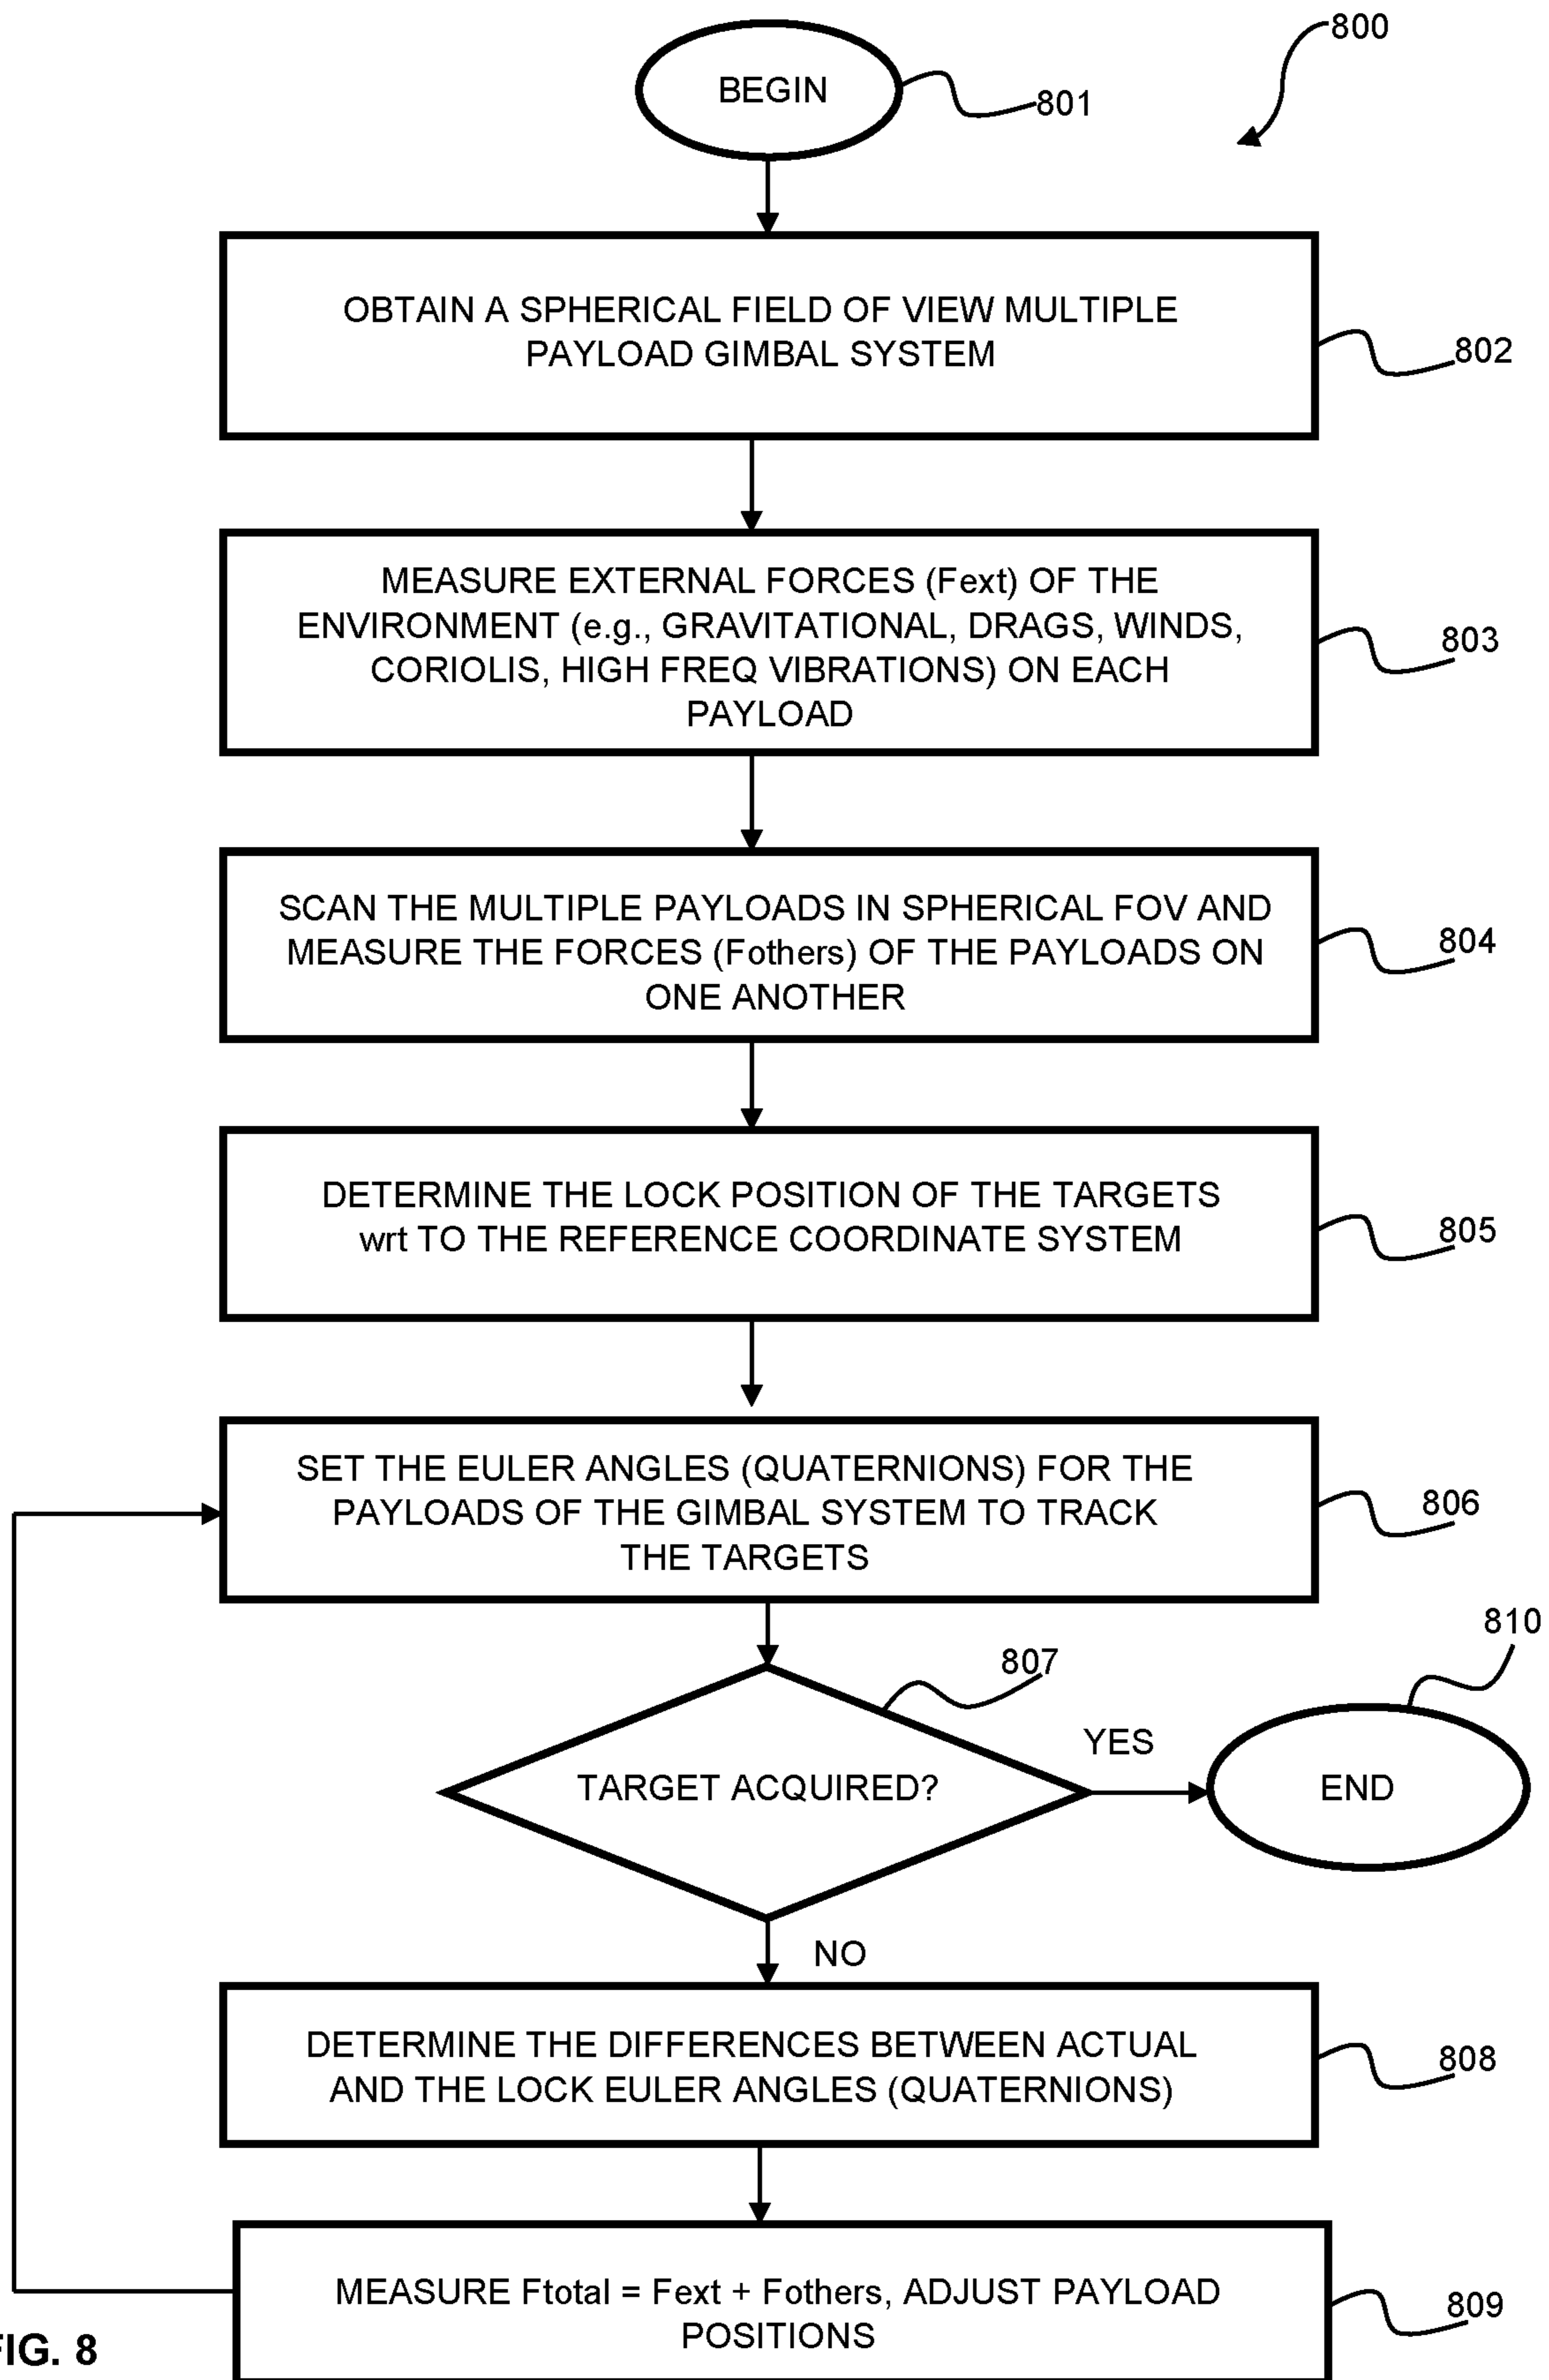 800
BEGIN
801
OBTAIN A SPHERICAL FIELD OF VIEW MULTIPLE
PAYLOAD GIMBAL SYSTEM
802
MEASURE EXTERNAL FORCES (Fext) OF THE
ENVIRONMENT (e.g., GRAVITATIONAL, DRAGS, WINDS,
CORIOLIS, HIGH FREQ VIBRATIONS) ON EACH
PAYLOAD
803
SCAN THE MULTIPLE PAYLOADS IN SPHERICAL FOV AND
MEASURE THE FORCES (Fothers) OF THE PAYLOADS ON
ONE ANOTHER
804
DETERMINE THE LOCK POSITION OF THE TARGETS
wrt TO THE REFERENCE COORDINATE SYSTEM
805
SET THE EULER ANGLES (QUATERNIONS) FOR THE
PAYLOADS OF THE GIMBAL SYSTEM TO TRACK
THE TARGETS
806
807
810
TARGET ACQUIRED?
YES
END
NO
DETERMINE THE DIFFERENCES BETWEEN ACTUAL
AND THE LOCK EULER ANGLES (QUATERNIONS)
808
MEASURE Ftotal = Fext + Fothers, ADJUST PAYLOAD
POSITIONS
809
FIG. 8